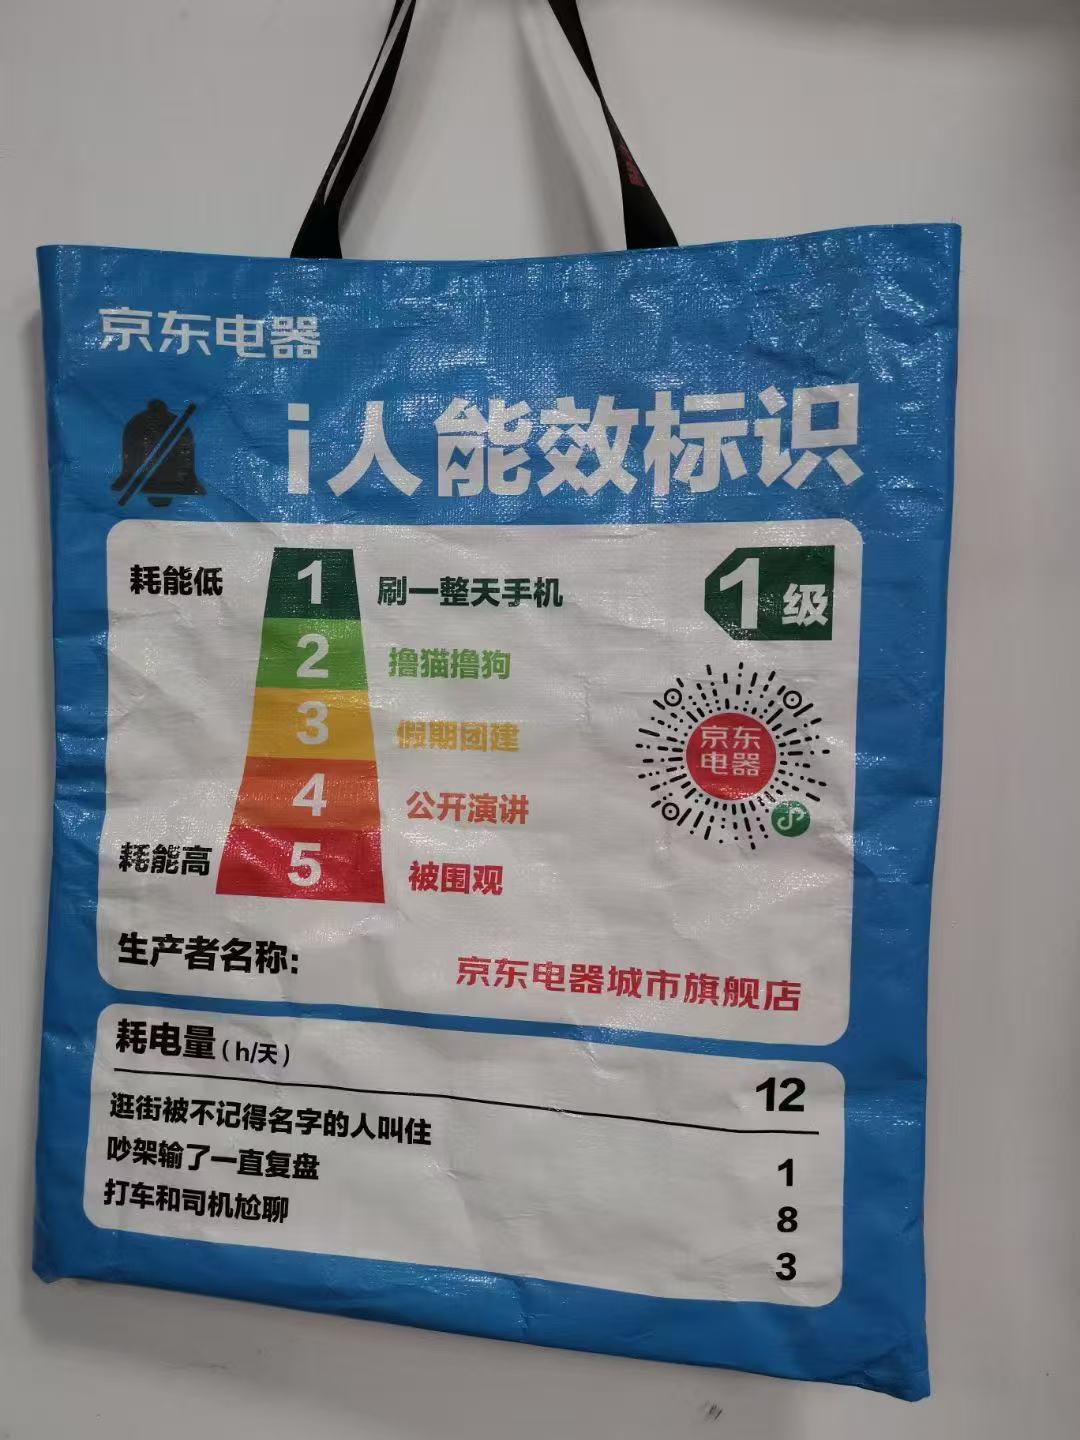 京东电器
i人能效标识
耗能低
1 刷一整天手机
2 撸猫撸狗
3 假期团建
4 公开演讲
耗能高
5 被围观
1级
京东
电器
生产者名称:
京东电器城市旗舰店
耗电量(h/天) 12
逛街被不记得名字的人叫住 1
吵架输了一直复盘 8
打车和司机尬聊 3